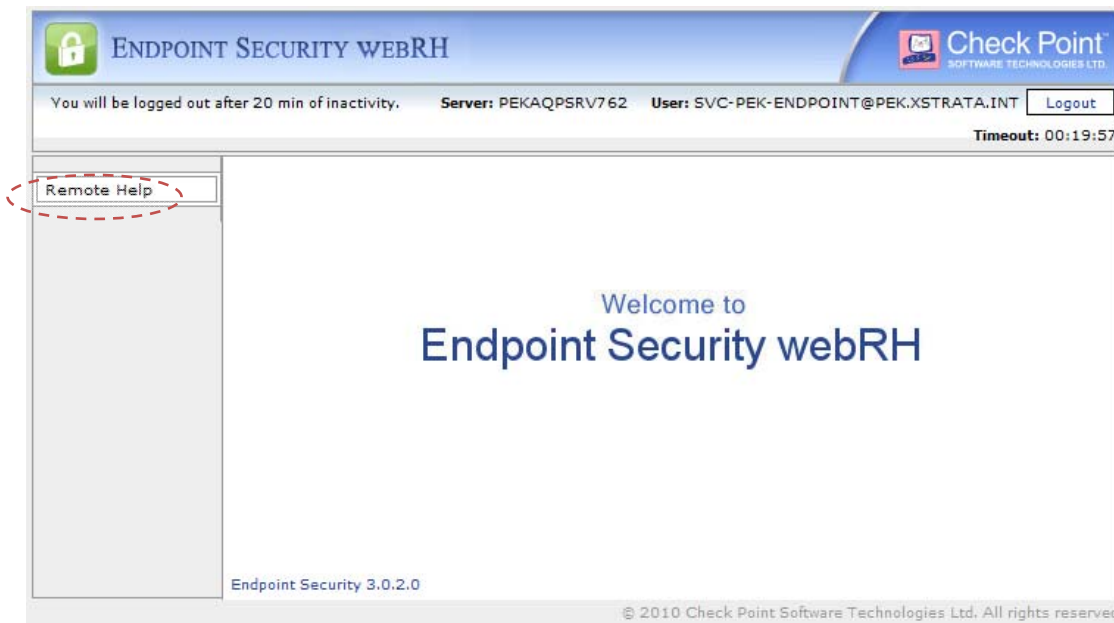 ENDPOINT SECURITY WEBRH
Check Point
SOFTWARE TECHNOLOGIES LTD.
You will be logged out after 20 min of inactivity. Server: PEKAQPSRV762 User: SVC-PEK-ENDPOINT@PEK.XSTRATA.INT Logout
Timeout: 00:19:57
Remote Help
Welcome to
Endpoint Security webRH
Endpoint Security 3.0.2.0
© 2010 Check Point Software Technologies Ltd. All rights reserved